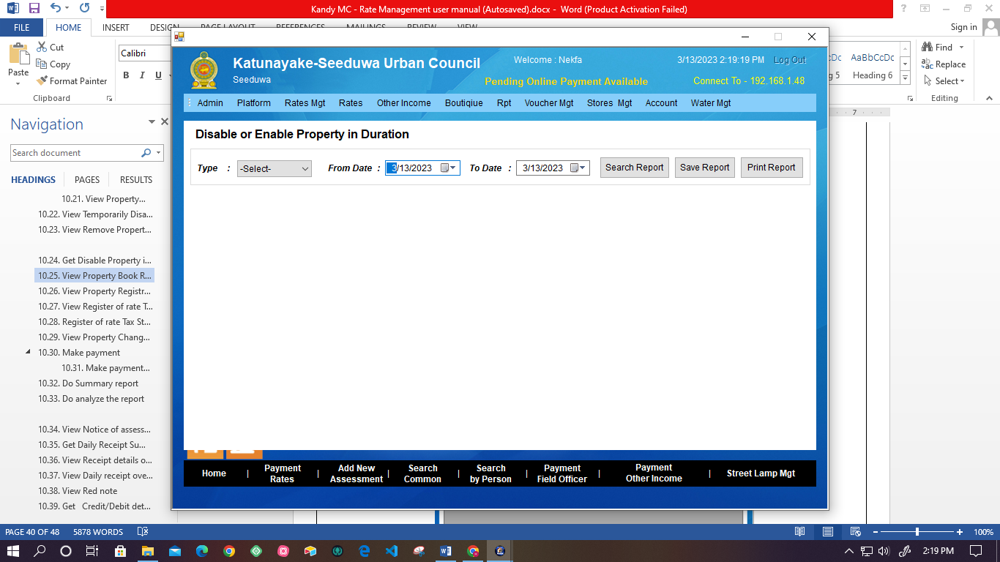 Kandy MC - Rate Management user manual (Autosaved).docx - Word (Product Activation Failed)
FILE
HOME
INSERT
DESIGN
PAGE LAYOUT
REFERENCES
MAILINGS
REVIEW
VIEW
Sign in
Paste
Cut
Copy
Format Painter
Clipboard
Calibri
B I U
AaBbCcDc
Heading 6
Find
Replace
Select
Editing
Navigation
Search document
HEADINGS PAGES RESULTS
10.21. View Property...
10.22. View Temporarily Disa...
10.23. View Remove Propert...
10.24. Get Disable Property i...
10.25. View Property Book R...
10.26. View Property Registr...
10.27. View Register of rate T...
10.28. Register of rate Tax St...
10.29. View Property Chang...
10.30. Make payment
10.31. Make payment...
10.32. Do Summary report
10.33. Do analyze the report
10.34. View Notice of assess...
10.35. Get Daily Receipt Su...
10.36. View Receipt details o...
10.37. View Daily receipt ove...
10.38. View Red note
10.39. Get Credit/Debit det...
Katunayake-Seeduwa Urban Council
Seeduwa
Welcome : Nekfa
3/13/2023 2:19:19 PM Log Out
Pending Online Payment Available
Connect To - 192.168.1.48
Admin Platform Rates Mgt Rates Other Income Boutiqiue Rpt Voucher Mgt Stores Mgt Account Water Mgt
Disable or Enable Property in Duration
Type : -Select- From Date : 3/13/2023 To Date : 3/13/2023 Search Report Save Report Print Report
Home
Payment
Rates
Add New
Assessment
Search
Common
Search
by Person
Payment
Field Officer
Payment
Other Income
Street Lamp Mgt
7
PAGE 40 OF 48 5878 WORDS
100%
2:19 PM